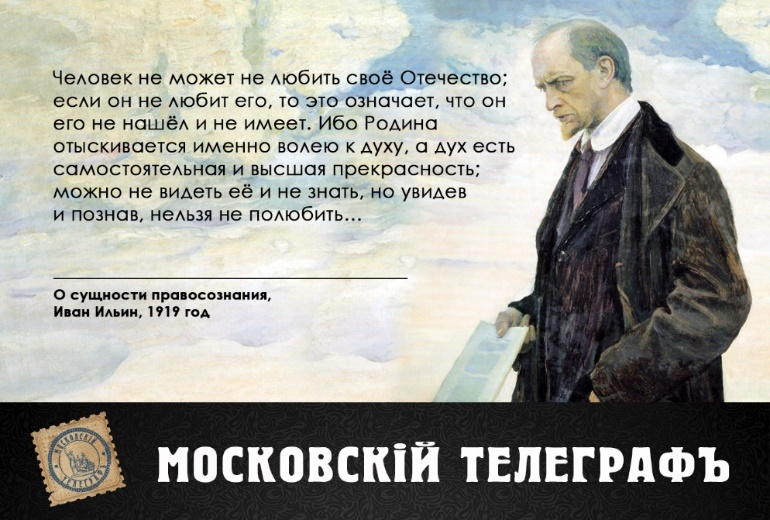 Человек не может не любить своё Отечество;
если он не любит его, то это означает, что он
его не нашёл и не имеет. Ибо Родина
отыскивается именно волею к духу, а дух есть
самостоятельная и высшая прекрасность;
можно не видеть её и не знать, но увидев
и познав, нельзя не полюбить...
О сущности правосознания,
Иван Ильин, 1919 год
МОСКОВСКІЙ
ТЕЛЕГРАФЪ
МОСКОВСКІЙ ТЕЛЕГРАФЪ